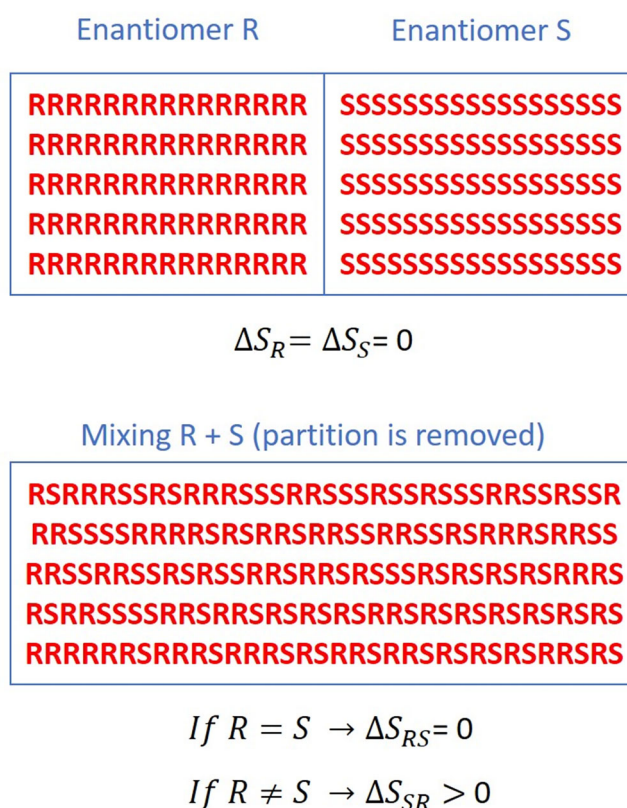 Enantiomer R
Enantiomer S
RRRRRRRRRRRRRRR SSSSSSSSSSSSSSSSSS
RRRRRRRRRRRRRRR SSSSSSSSSSSSSSSSSS
RRRRRRRRRRRRRRR SSSSSSSSSSSSSSSSSS
RRRRRRRRRRRRRRR SSSSSSSSSSSSSSSSSS
RRRRRRRRRRRRRRR SSSSSSSSSSSSSSSSSS
ΔS_R = ΔS_S = 0
Mixing R + S (partition is removed)
RSRRRSSRSRRRSSSRRSSSRSSRSSSRRSSRSSR
RRSSSSRRRRSRSRRSRRSSRRSSRSRRRSRRSS
RRSSRRSSRSRSSRRSRRSRSSSRSRSRSRSRRRS
RSRRSSSSRRSRRSRSRSRSRRSRSRSRSRSRSRS
RRRRRRSRRRSRRRSRSRRSRRSRSRSRSRRSRS
If R = S → ΔS_RS = 0
If R ≠ S → ΔS_SR > 0